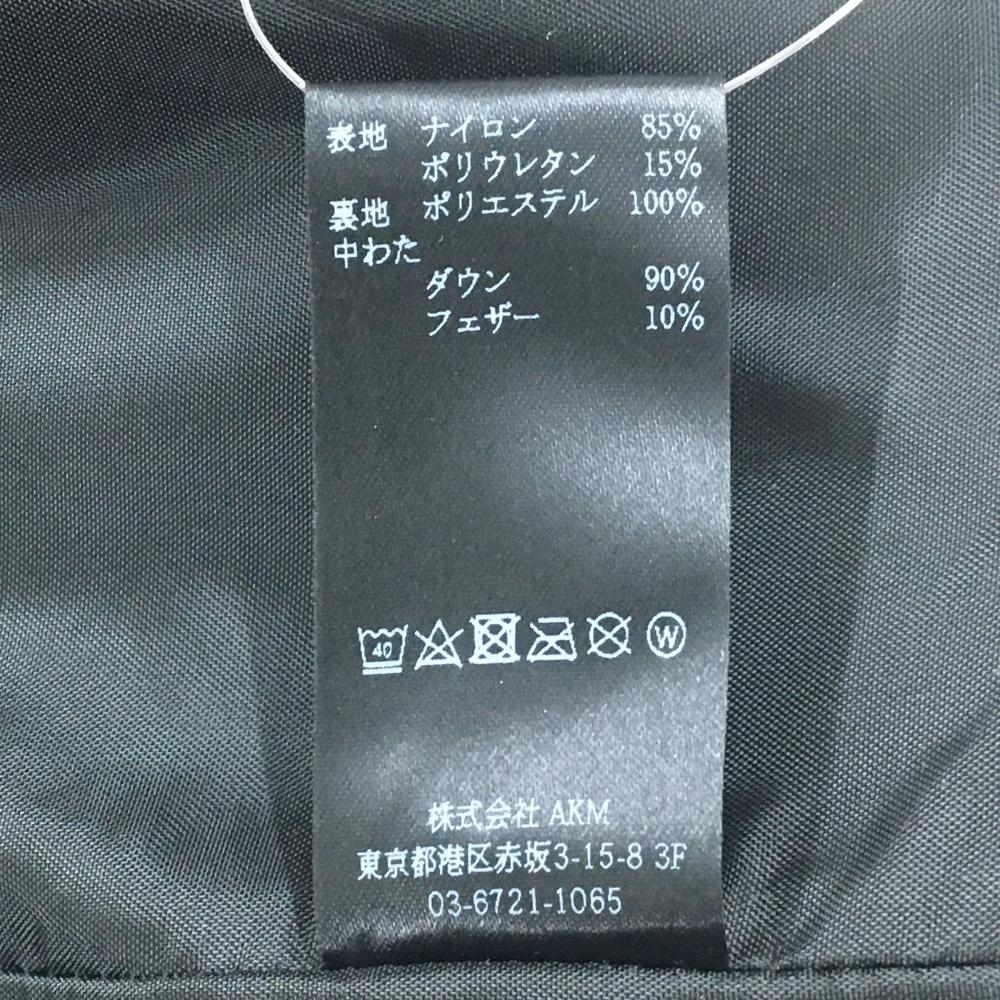 表地 ナイロン 85%
ポリウレタン 15%
裏地 ポリエステル 100%
中わた
ダウン 90%
フェザー 10%
40 W
株式会社 AKM
東京都港区赤坂3-15-8 3F
03-6721-1065